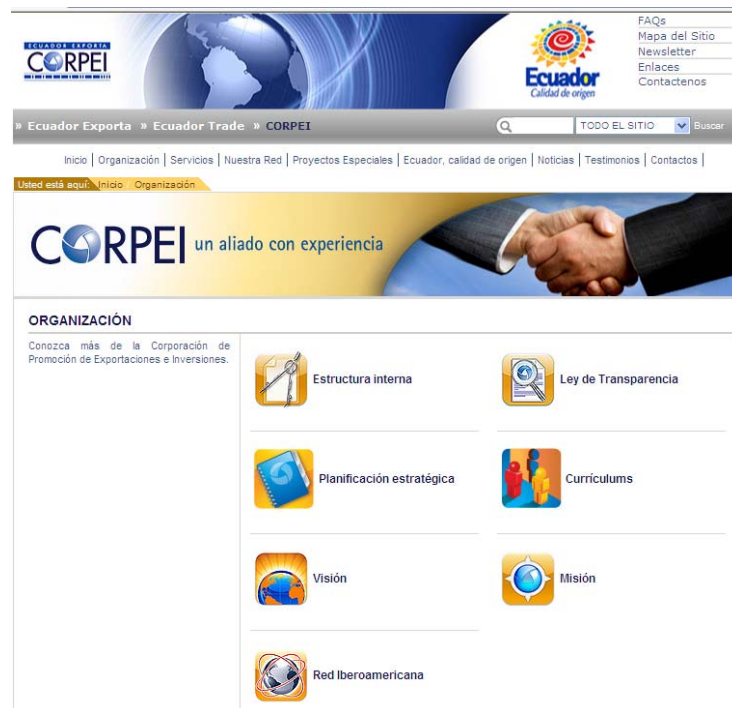 FAQs
Mapa del Sitio
Newsletter
Enlaces
Contactenos
ECUADOR EXPORTA
CORPEI
Ecuador
Calidad de origen
» Ecuador Exporta » Ecuador Trade » CORPEI
TODO EL SITIO Buscar
Inicio | Organización | Servicios | Nuestra Red | Proyectos Especiales | Ecuador, calidad de origen | Noticias | Testimonios | Contactos |
Usted está aquí: Inicio / Organización
CORPEI un aliado con experiencia
ORGANIZACIÓN
Conozca más de la Corporación de
Promoción de Exportaciones e Inversiones.
Estructura interna
Ley de Transparencia
Planificación estratégica
Currículums
Visión
Misión
Red Iberoamericana